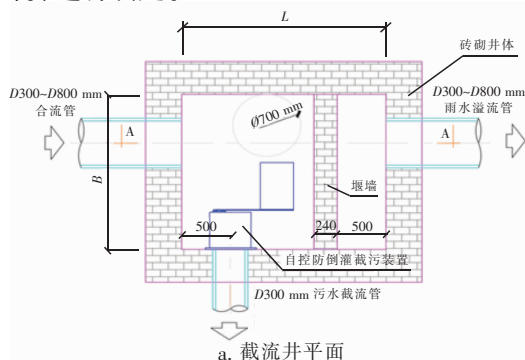 L
砖砌井体
D300~D800 mm
合流管
D300~D800 mm
雨水溢流管
Ø700 mm
A
A
B
堰墙
500
240
500
自控防倒灌截污装置
D300 mm 污水截流管
a. 截流井平面